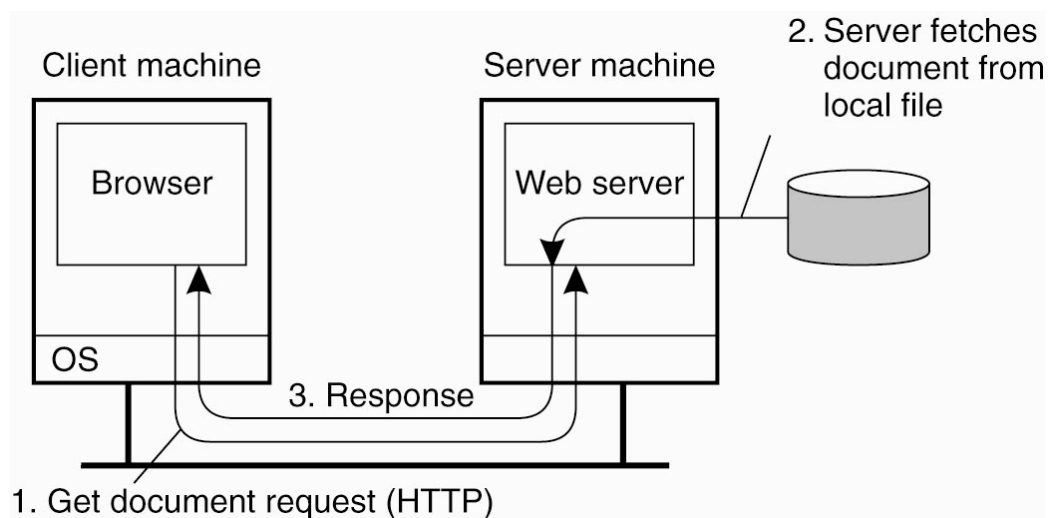 Client machine
Server machine
2. Server fetches
document from
local file
Browser
Web server
OS
3. Response
1. Get document request (HTTP)